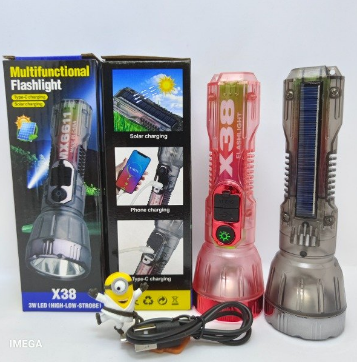 Multifunctional
Flashlight
Type-C charging
Solar charging
X38
3W LED (HIGH-LOW-STROBE)
Solar charging
Phone charging
Type-C charging
X38
FLASHLIGHT
IMEGA